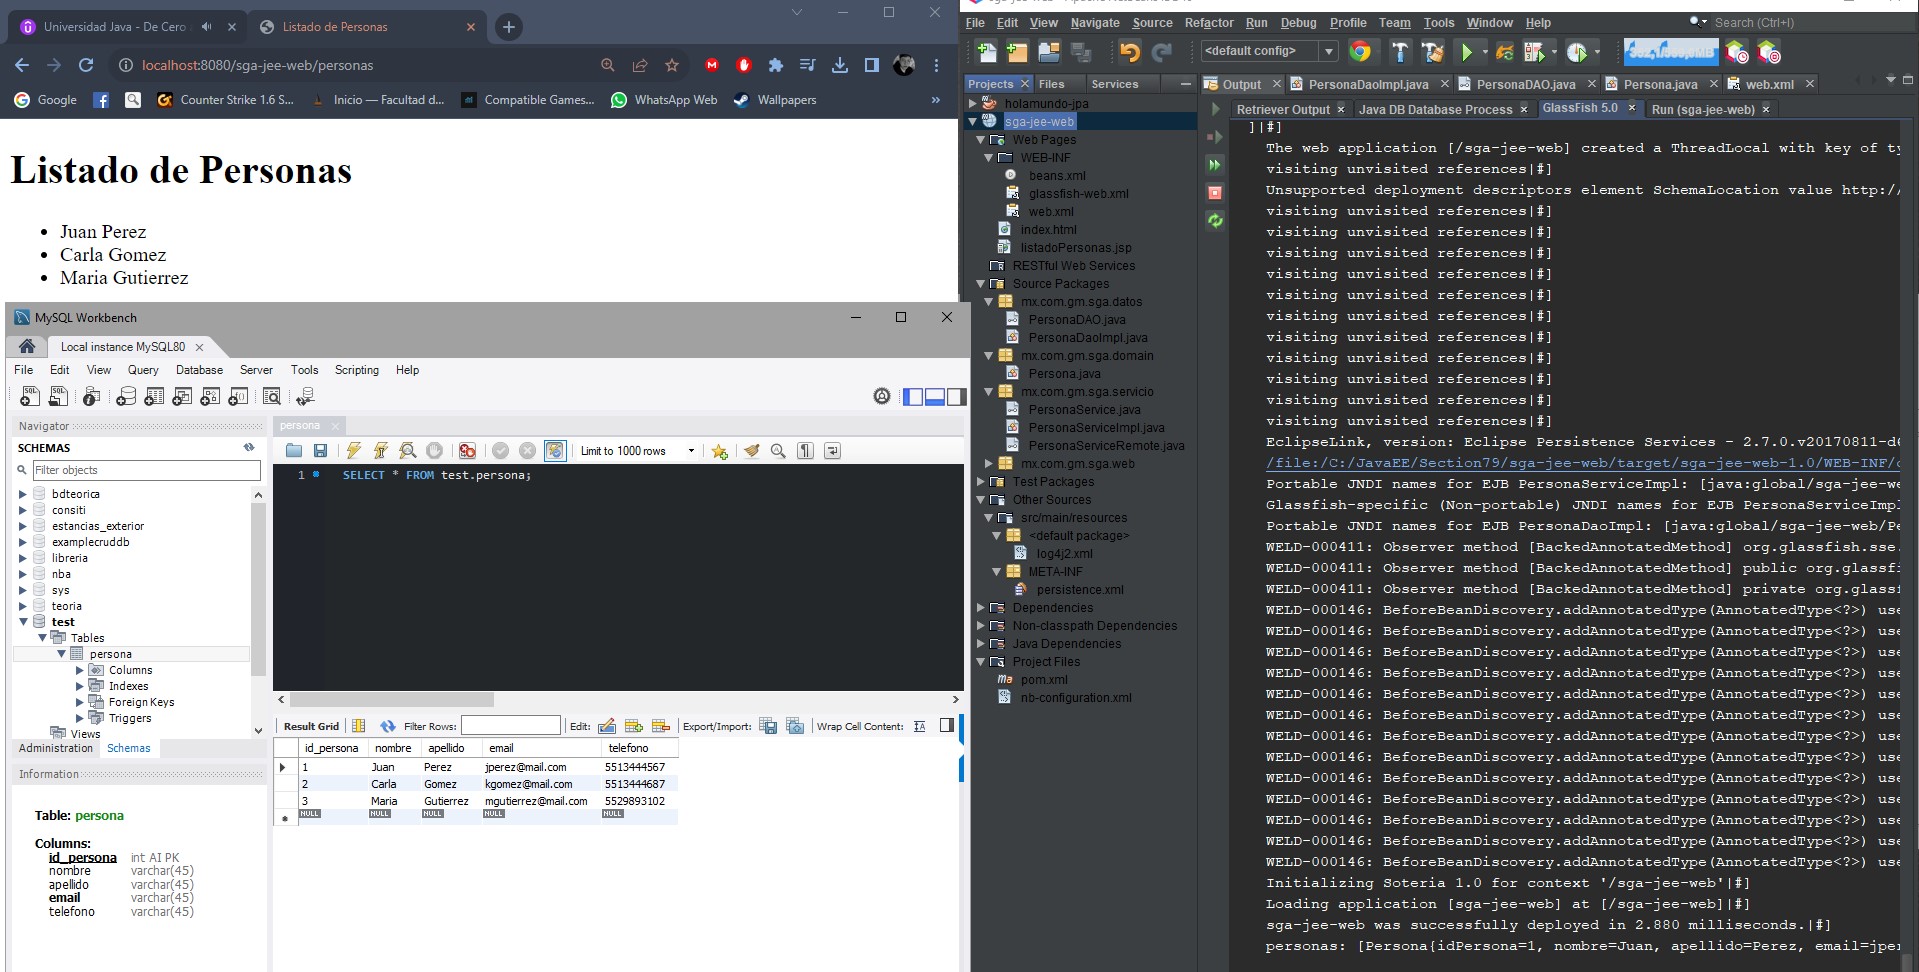 Universidad Java - De Cero
Listado de Personas
localhost:8080/sga-jee-web/personas
Google
Counter Strike 1.6 S...
Inicio — Facultad d...
Compatible Games...
WhatsApp Web
Wallpapers
»
Listado de Personas
• Juan Perez
• Carla Gomez
• Maria Gutierrez
MySQL Workbench
Local instance MySQL80
File Edit View Query Database Server Tools Scripting Help
Navigator
SCHEMAS
Filter objects
bdteorica
consiti
estancias_exterior
examplecruddb
libreria
nba
sys
teoria
test
Tables
persona
Columns
Indexes
Foreign Keys
Triggers
Views
Administration Schemas
Information
Table: persona
Columns:
id_persona int AI PK
nombre varchar(45)
apellido varchar(45)
email varchar(45)
telefono varchar(45)
persona
Limit to 1000 rows
1 SELECT * FROM test.persona;
Result Grid Filter Rows: Edit: Export/Import: Wrap Cell Content:
id_persona nombre apellido email telefono
1 Juan Perez jperez@mail.com 5513444567
2 Carla Gomez kgomez@mail.com 5513444687
3 Maria Gutierrez mgutierrez@mail.com 5529893102
NULL NULL NULL NULL NULL
File Edit View Navigate Source Refactor Run Debug Profile Team Tools Window Help Search (Ctrl+I)
<default config>
Projects Files Services
holamundo-jpa
sga-jee-web
Web Pages
WEB-INF
beans.xml
glassfish-web.xml
web.xml
index.html
listadoPersonas.jsp
RESTful Web Services
Source Packages
mx.com.gm.sga.datos
PersonaDAO.java
PersonaDaoImpl.java
mx.com.gm.sga.domain
Persona.java
mx.com.gm.sga.servicio
PersonaService.java
PersonaServiceImpl.java
PersonaServiceRemote.java
mx.com.gm.sga.web
Test Packages
Other Sources
src/main/resources
<default package>
log4j2.xml
META-INF
persistence.xml
Dependencies
Non-classpath Dependencies
Java Dependencies
Project Files
pom.xml
nb-configuration.xml
Output PersonaDaoImpl.java PersonaDAO.java Persona.java web.xml
Retriever Output Java DB Database Process GlassFish 5.0 Run (sga-jee-web)
]|#]
The web application [/sga-jee-web] created a ThreadLocal with key of ty
visiting unvisited references|#]
Unsupported deployment descriptors element SchemaLocation value http://
visiting unvisited references|#]
visiting unvisited references|#]
visiting unvisited references|#]
visiting unvisited references|#]
visiting unvisited references|#]
visiting unvisited references|#]
visiting unvisited references|#]
visiting unvisited references|#]
visiting unvisited references|#]
visiting unvisited references|#]
visiting unvisited references|#]
EclipseLink, version: Eclipse Persistence Services - 2.7.0.v20170811-d
/file:/C:/JavaEE/Section79/sga-jee-web/target/sga-jee-web-1.0/WEB-INF/
Portable JNDI names for EJB PersonaServiceImpl: [java:global/sga-jee-we
Glassfish-specific (Non-portable) JNDI names for EJB PersonaServiceImpl
Portable JNDI names for EJB PersonaDaoImpl: [java:global/sga-jee-web/Pe
WELD-000411: Observer method [BackedAnnotatedMethod] org.glassfish.sse.
WELD-000411: Observer method [BackedAnnotatedMethod] public org.glassfi
WELD-000411: Observer method [BackedAnnotatedMethod] private org.glassf
WELD-000146: BeforeBeanDiscovery.addAnnotatedType(AnnotatedType<?>) use
WELD-000146: BeforeBeanDiscovery.addAnnotatedType(AnnotatedType<?>) use
WELD-000146: BeforeBeanDiscovery.addAnnotatedType(AnnotatedType<?>) use
WELD-000146: BeforeBeanDiscovery.addAnnotatedType(AnnotatedType<?>) use
WELD-000146: BeforeBeanDiscovery.addAnnotatedType(AnnotatedType<?>) use
WELD-000146: BeforeBeanDiscovery.addAnnotatedType(AnnotatedType<?>) use
WELD-000146: BeforeBeanDiscovery.addAnnotatedType(AnnotatedType<?>) use
WELD-000146: BeforeBeanDiscovery.addAnnotatedType(AnnotatedType<?>) use
WELD-000146: BeforeBeanDiscovery.addAnnotatedType(AnnotatedType<?>) use
WELD-000146: BeforeBeanDiscovery.addAnnotatedType(AnnotatedType<?>) use
WELD-000146: BeforeBeanDiscovery.addAnnotatedType(AnnotatedType<?>) use
WELD-000146: BeforeBeanDiscovery.addAnnotatedType(AnnotatedType<?>) use
WELD-000146: BeforeBeanDiscovery.addAnnotatedType(AnnotatedType<?>) use
Initializing Soteria 1.0 for context '/sga-jee-web'|#]
Loading application [sga-jee-web] at [/sga-jee-web]|#]
sga-jee-web was successfully deployed in 2.880 milliseconds.|#]
personas: [Persona{idPersona=1, nombre=Juan, apellido=Perez, email=jper